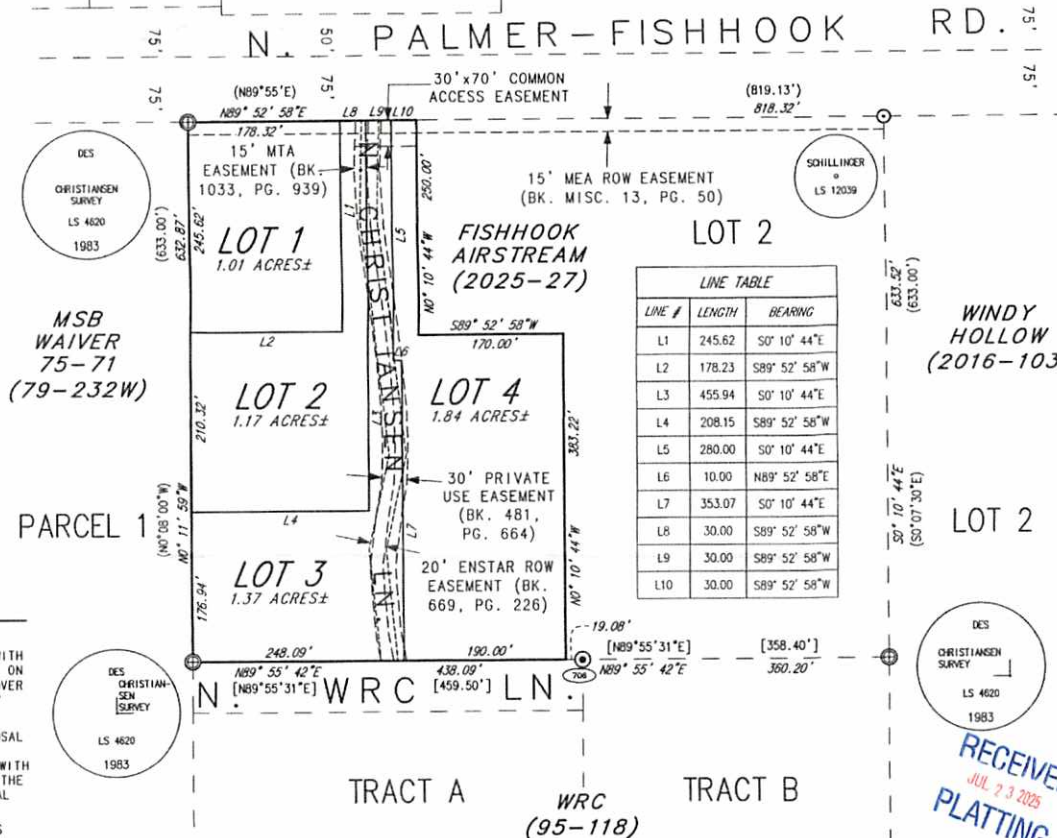 75'
50'
75'
N. PALMER-FISHHOOK RD.
75'
75'
75'
(N89°55'E)
N89° 52' 58"E
178.32'
L8 L9 L10
30'x70' COMMON
ACCESS EASEMENT
(819.13')
818.32'
DES
CHRISTIANSEN
SURVEY
LS 4620
1983
15' MTA
EASEMENT (BK.
1033, PG. 939)
15' MEA ROW EASEMENT
(BK. MISC. 13, PG. 50)
SCHILLINGER
LS 12039
(633.00')
632.87'
245.62'
LOT 1
1.01 ACRES±
L1
N. CHRISTIANSEN LN
L5
250.00'
N0° 10' 44"W
FISHHOOK
AIRSTREAM
(2025-27)
LOT 2
633.52'
(633.00')
MSB
WAIVER
75-71
(79-232W)
L2
S89° 52' 58"W
170.00'
WINDY
HOLLOW
(2016-103
LINE TABLE
LINE # LENGTH BEARING
L1 245.62 S0° 10' 44"E
L2 178.23 S89° 52' 58"W
L3 455.94 S0° 10' 44"E
L4 208.15 S89° 52' 58"W
L5 280.00 S0° 10' 44"E
L6 10.00 N89° 52' 58"E
L7 353.07 S0° 10' 44"E
L8 30.00 S89° 52' 58"W
L9 30.00 S89° 52' 58"W
L10 30.00 S89° 52' 58"W
210.32'
LOT 2
1.17 ACRES±
L6
LOT 4
1.84 ACRES±
383.22'
30' PRIVATE
USE EASEMENT
(BK. 481,
PG. 664)
PARCEL 1
(N0°08'00"W)
N0° 11' 59"W
L4
L7
N0° 10' 44"W
S0° 10' 44"E
(S0°07'30"E)
LOT 2
20' ENSTAR ROW
EASEMENT (BK.
669, PG. 226)
176.94'
LOT 3
1.37 ACRES±
19.08'
248.09'
190.00'
N89° 55' 42"E
438.09'
[N89°55'31"E]
[459.50']
708
[N89°55'31"E]
[358.40']
N89° 55' 42"E
360.20'
N. WRC LN.
DES
CHRISTIAN-
SEN
SURVEY
LS 4620
1983
DES
CHRISTIANSEN
SURVEY
LS 4620
1983
WITH
ON
OVER
SAL
WITH
THE
AL
S
TRACT A
WRC
(95-118)
TRACT B
RECEIVE
JUL 23 2025
PLATTING